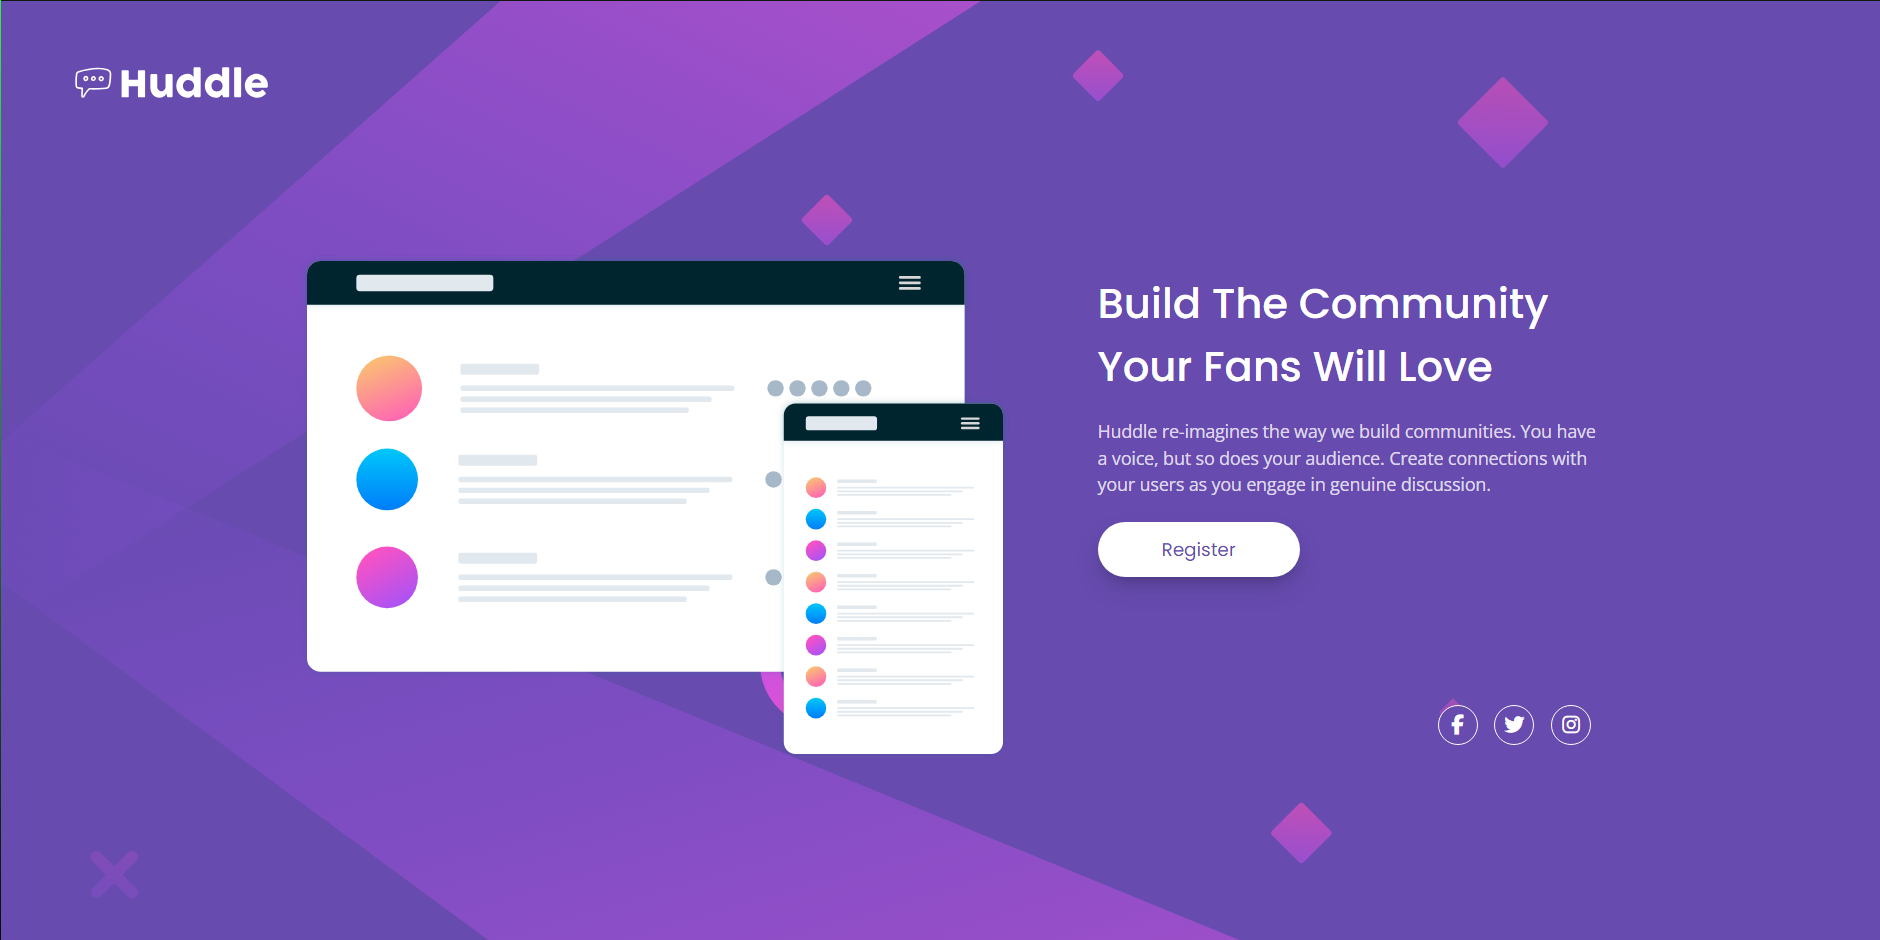 Huddle
Build The Community
Your Fans Will Love
Huddle re-imagines the way we build communities. You have
a voice, but so does your audience. Create connections with
your users as you engage in genuine discussion.
Register